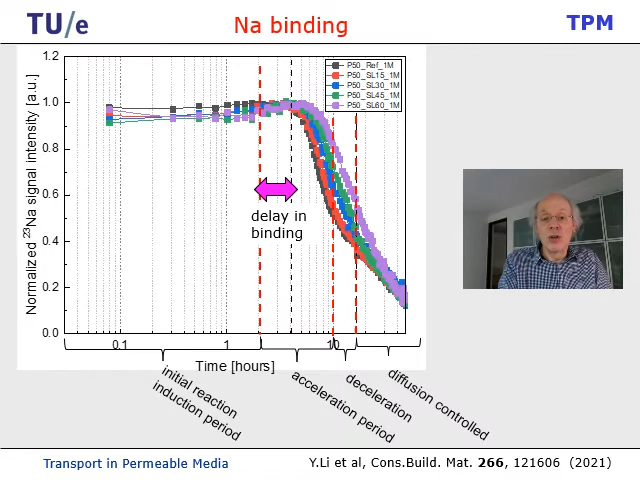 TU/e
Na binding
TPM
P50_Ref_1M
P50_SL15_1M
P50_SL30_1M
P50_SL45_1M
P50_SL60_1M
1.2
1.0
0.8
0.6
0.4
0.2
0.0
Normalized ²³Na signal intensity [a.u.]
delay in
binding
0.1
1
10
Time [hours]
initial reaction
induction period
acceleration period
deceleration
diffusion controlled
Transport in Permeable Media
Y.Li et al, Cons.Build. Mat. 266, 121606 (2021)